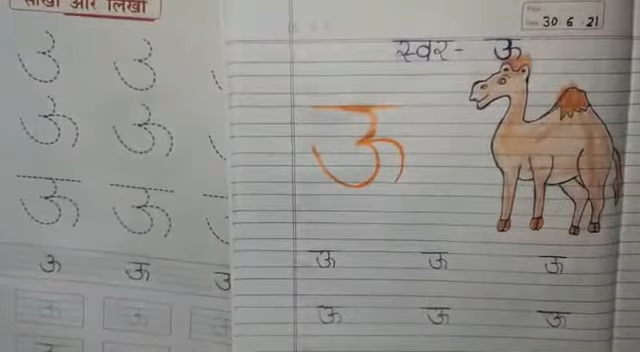 सीखो और लिखो
ऊ ऊ
ऊ ऊ
30 6 21
स्वर- ऊ
ऊ
ऊ ऊ ऊ
ऊ ऊ ऊ